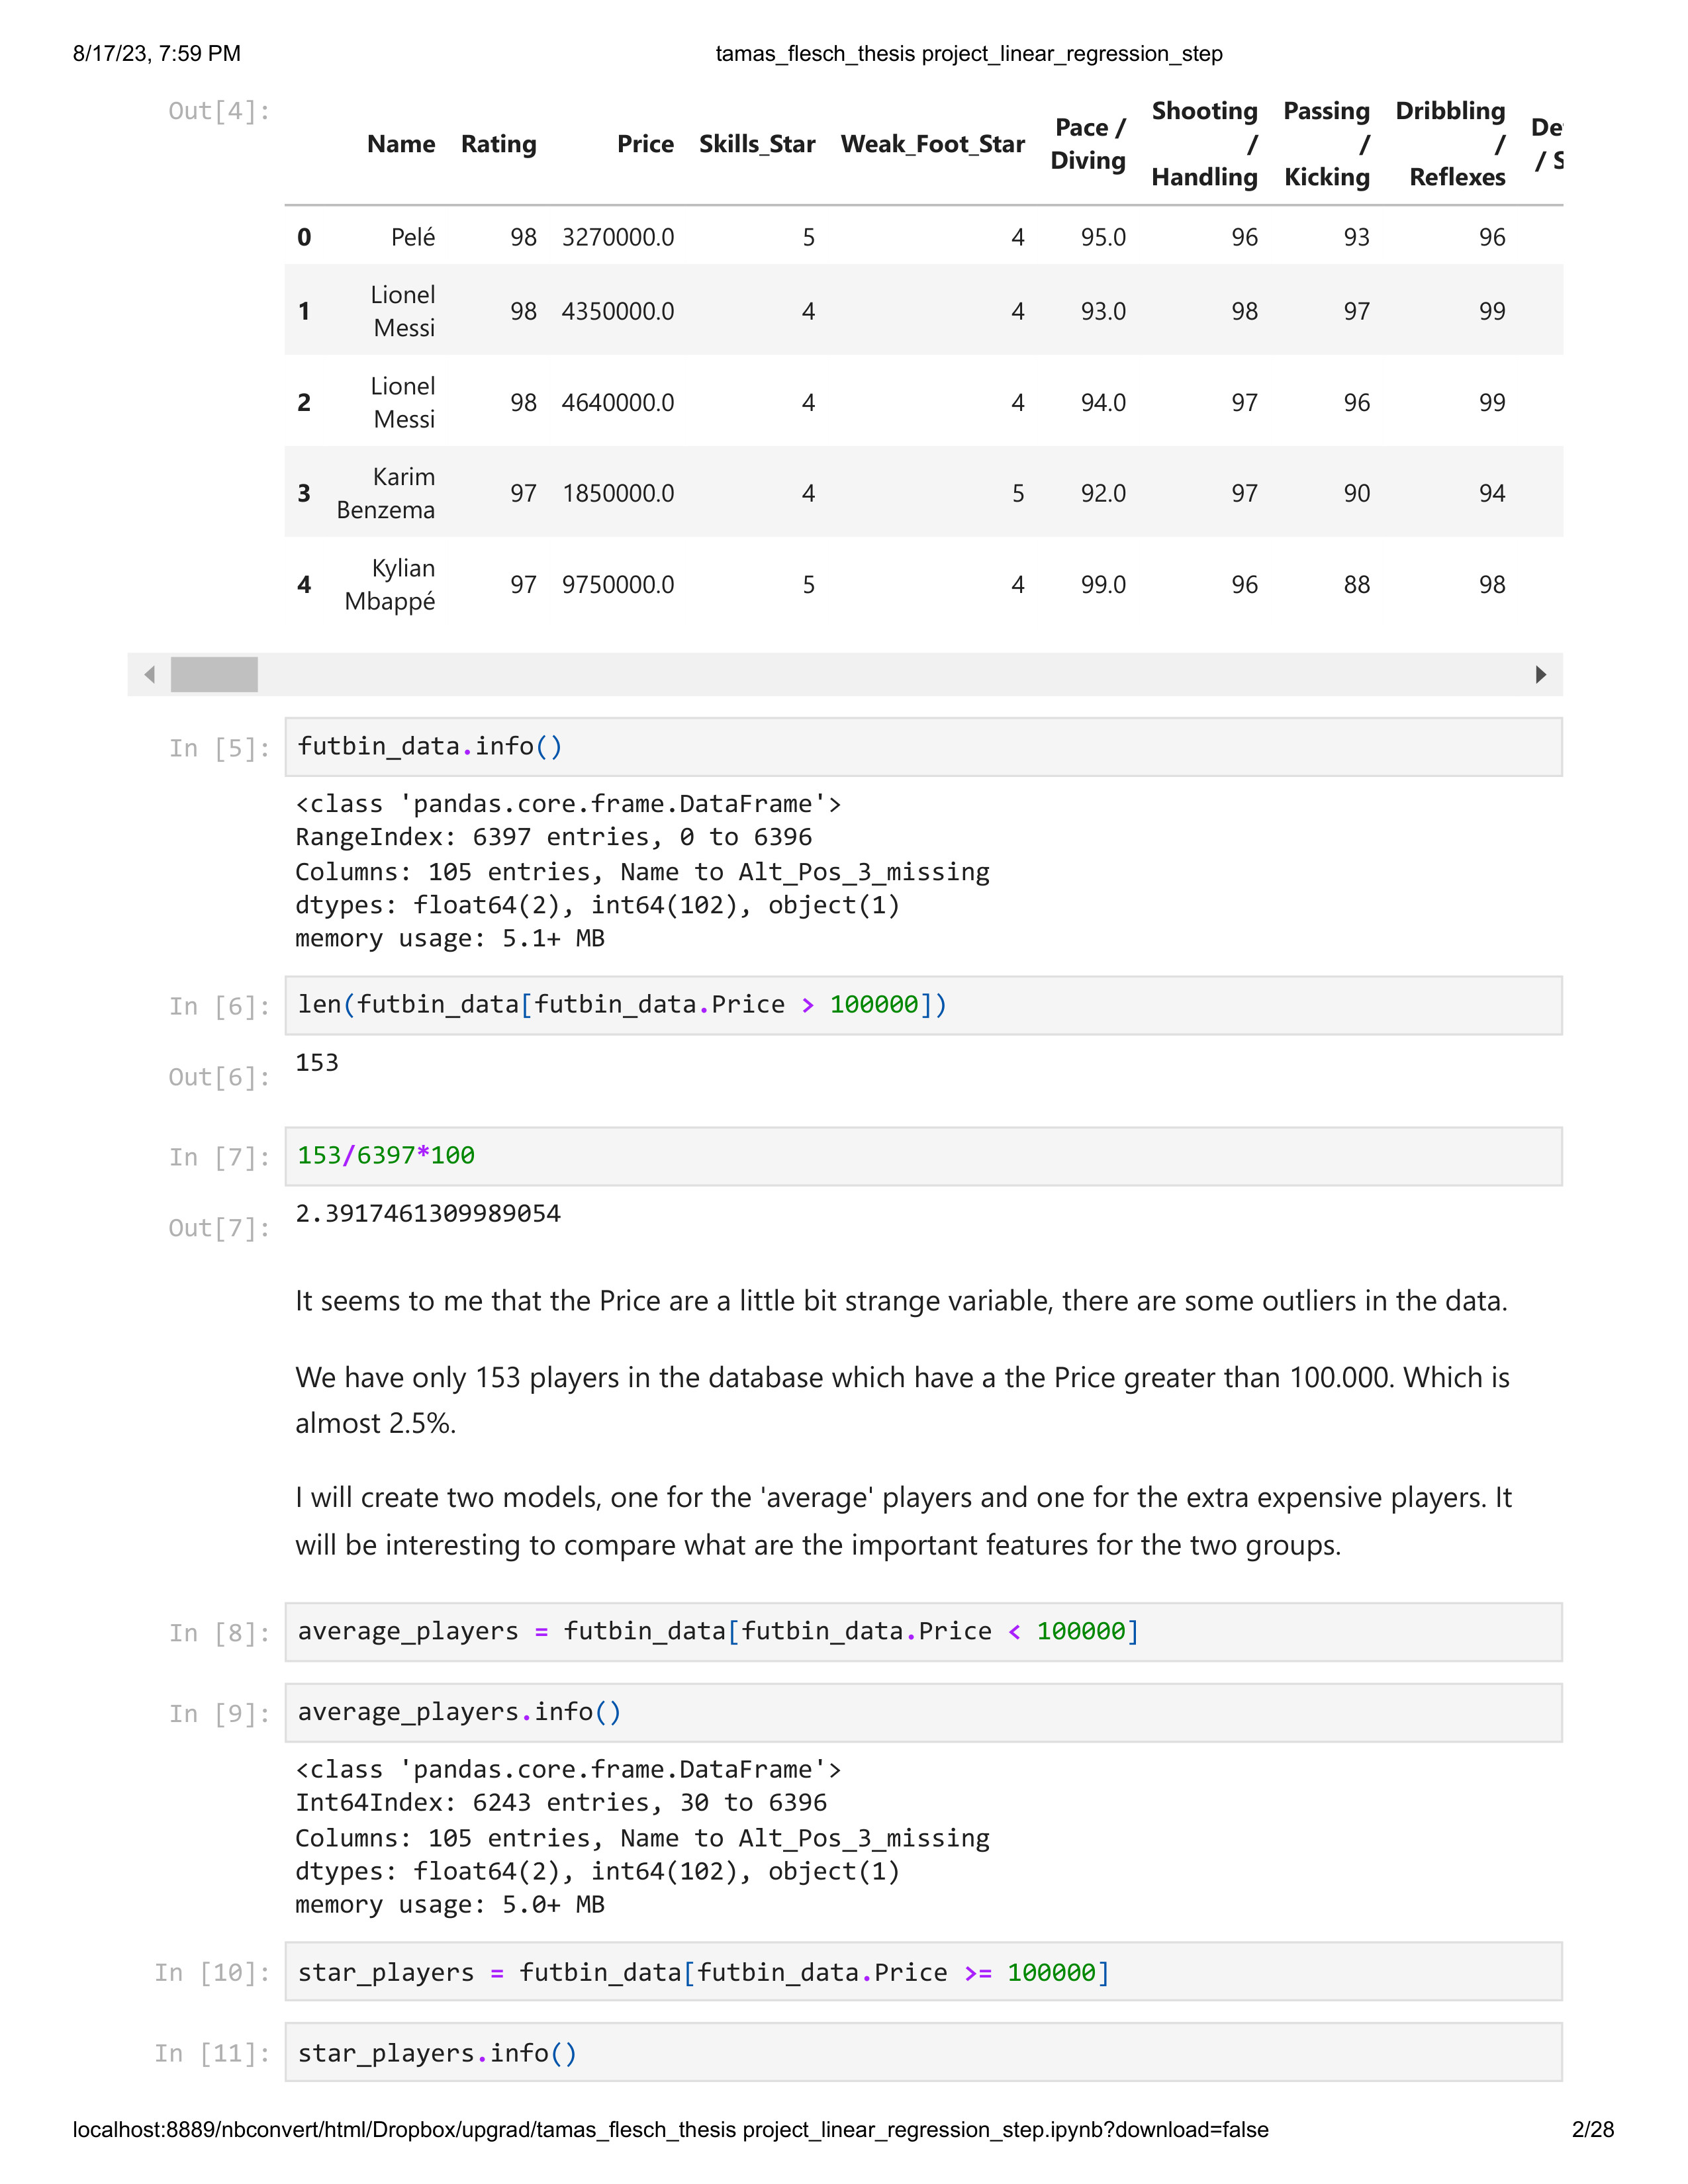 8/17/23, 7:59 PM tamas_flesch_thesis project_linear_regression_step
Out[4]:
Name Rating Price Skills_Star Weak_Foot_Star Pace / Diving Shooting / Handling Passing / Kicking Dribbling / Reflexes
0 Pelé 98 3270000.0 5 4 95.0 96 93 96
1 Lionel Messi 98 4350000.0 4 4 93.0 98 97 99
2 Lionel Messi 98 4640000.0 4 4 94.0 97 96 99
3 Karim Benzema 97 1850000.0 4 5 92.0 97 90 94
4 Kylian Mbappé 97 9750000.0 5 4 99.0 96 88 98
In [5]: futbin_data.info()
<class 'pandas.core.frame.DataFrame'>
RangeIndex: 6397 entries, 0 to 6396
Columns: 105 entries, Name to Alt_Pos_3_missing
dtypes: float64(2), int64(102), object(1)
memory usage: 5.1+ MB
In [6]: len(futbin_data[futbin_data.Price > 100000])
Out[6]: 153
In [7]: 153/6397*100
Out[7]: 2.3917461309989054
It seems to me that the Price are a little bit strange variable, there are some outliers in the data.
We have only 153 players in the database which have a the Price greater than 100.000. Which is
almost 2.5%.
I will create two models, one for the 'average' players and one for the extra expensive players. It
will be interesting to compare what are the important features for the two groups.
In [8]: average_players = futbin_data[futbin_data.Price < 100000]
In [9]: average_players.info()
<class 'pandas.core.frame.DataFrame'>
Int64Index: 6243 entries, 30 to 6396
Columns: 105 entries, Name to Alt_Pos_3_missing
dtypes: float64(2), int64(102), object(1)
memory usage: 5.0+ MB
In [10]: star_players = futbin_data[futbin_data.Price >= 100000]
In [11]: star_players.info()
localhost:8889/nbconvert/html/Dropbox/upgrad/tamas_flesch_thesis project_linear_regression_step.ipynb?download=false 2/28